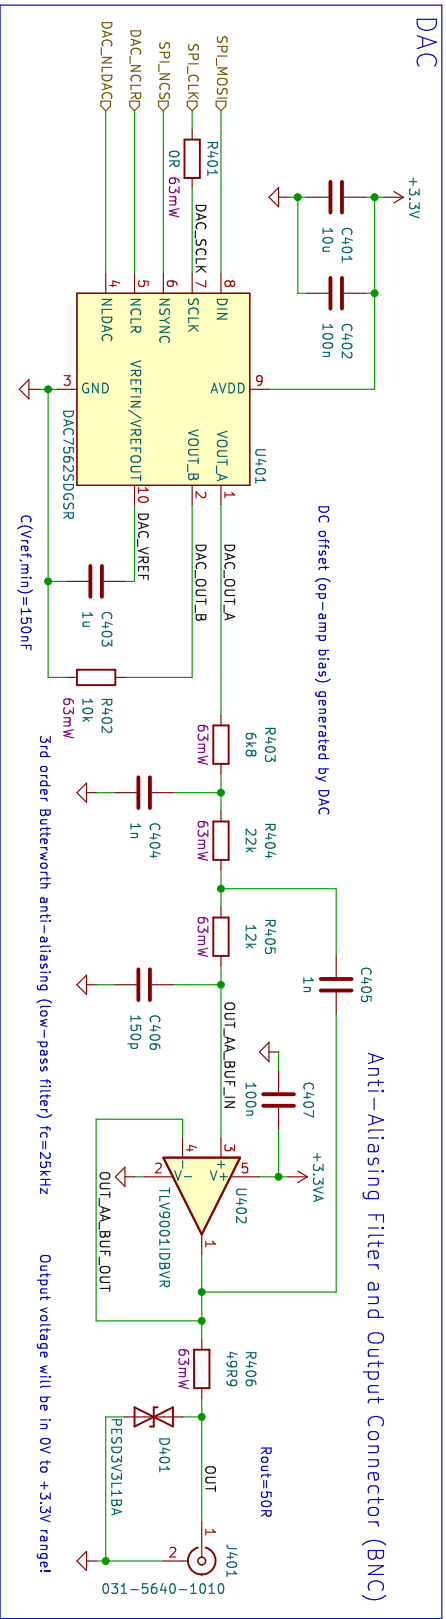 DAC
+3.3V
C401
10u
C402
100n
SPI_MOSI
SPI_CLK
SPI_NCS
DAC_NCLR
DAC_NLDAC
R401
0R
63mW
DAC_SCLK
8
7
6
5
4
DIN
SCLK
NSYNC
NCLR
NLDAC
AVDD
9
GND
3
VOUT_A
VOUT_B
VREFIN/VREFOUT
1
2
10
U401
DAC7562SDGSR
DAC_OUT_A
DAC_OUT_B
DAC_VREF
C403
1u
C(Vref,min)=150nF
R402
10k
63mW
DC offset (op-amp bias) generated by DAC
R403
6k8
63mW
C404
1n
R404
22k
63mW
R405
12k
63mW
C405
1n
C406
150p
OUT_AA_BUF_IN
3rd order Butterworth anti-aliasing (low-pass filter) fc=25kHz
Anti-Aliasing Filter and Output Connector (BNC)
C407
100n
+3.3VA
3
4
5
2
1
+
-
V+
V-
U402
TLV9001IDBVR
OUT_AA_BUF_OUT
R406
49R9
63mW
D401
PESD3V3L1BA
OUT
Rout=50R
J401
1
2
031-5640-1010
Output voltage will be in 0V to +3.3V range!